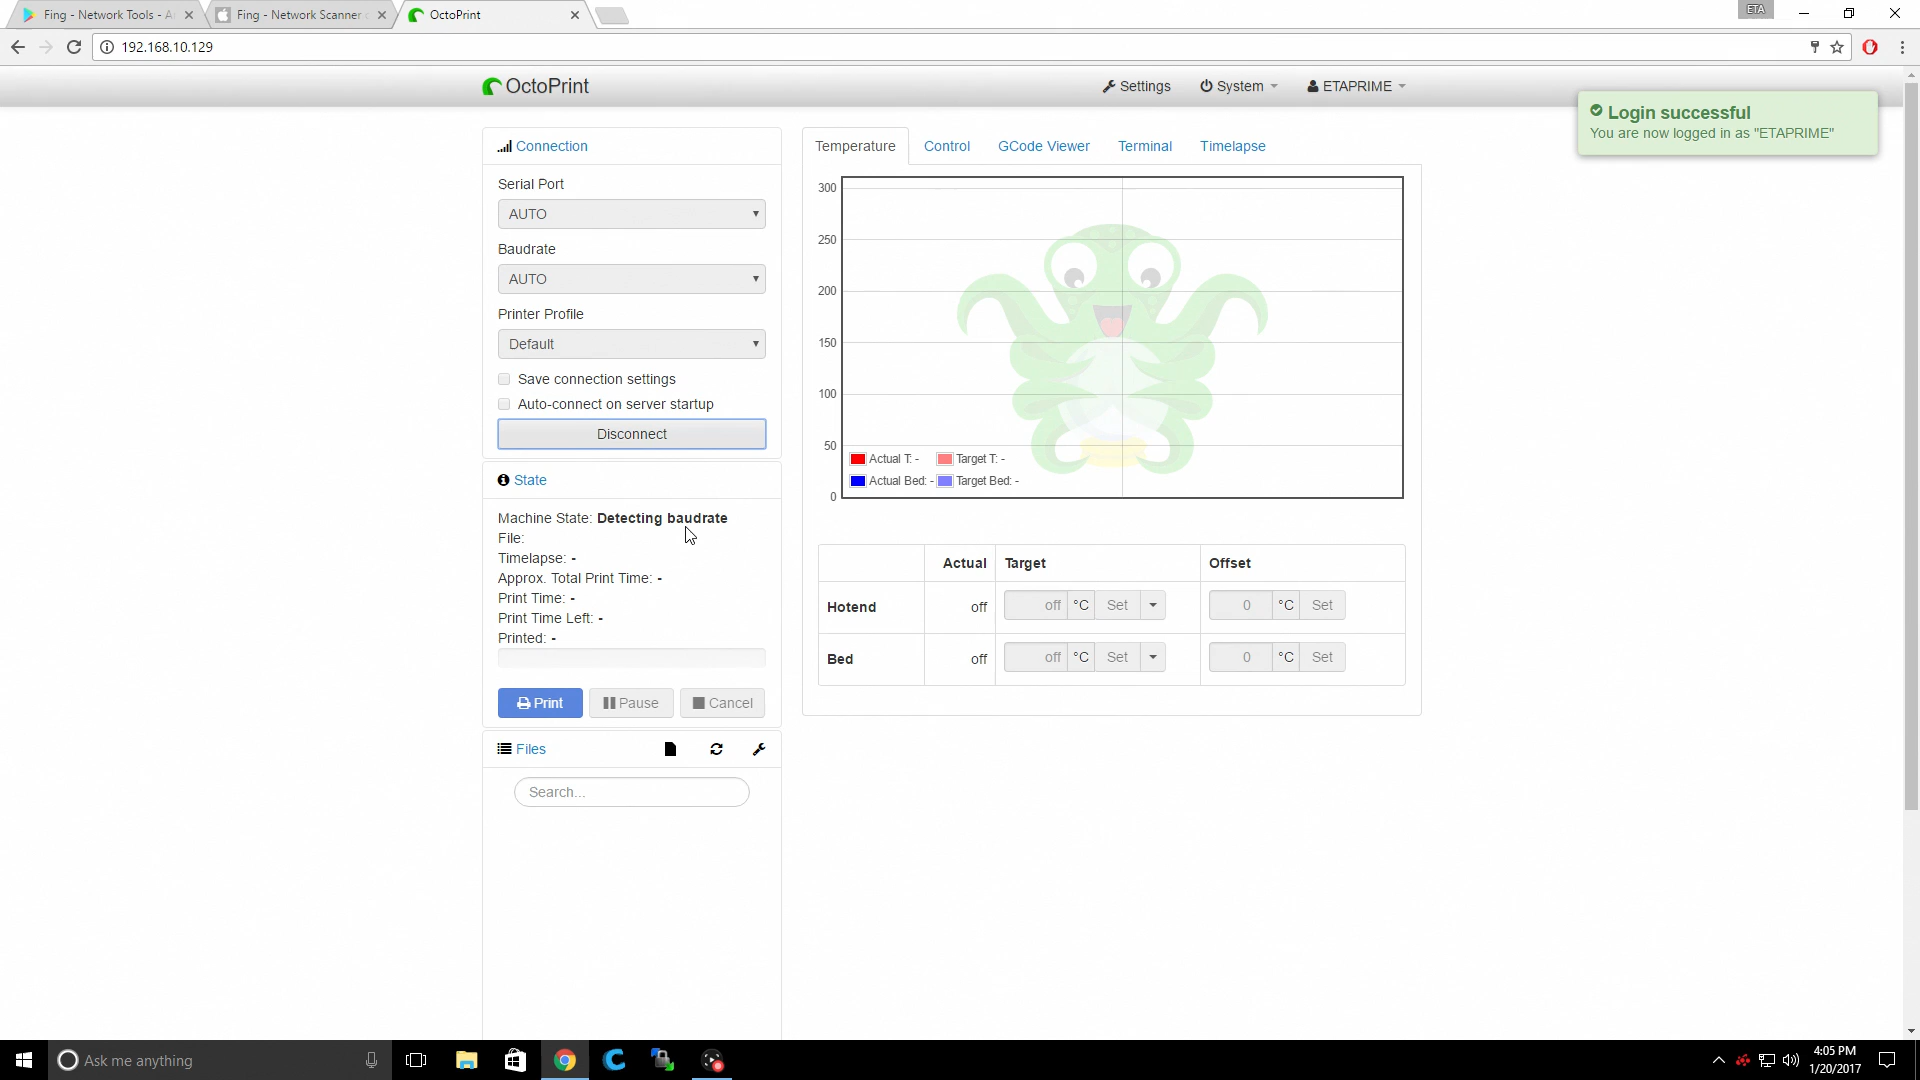 Fing - Network Tools - A
Fing - Network Scanner
OctoPrint
ETA
192.168.10.129
OctoPrint
Settings
System
ETAPRIME
Login successful
You are now logged in as "ETAPRIME"
Connection
Serial Port
AUTO
Baudrate
AUTO
Printer Profile
Default
Save connection settings
Auto-connect on server startup
Disconnect
State
Machine State: Detecting baudrate
File:
Timelapse: -
Approx. Total Print Time: -
Print Time: -
Print Time Left: -
Printed: -
Print
Pause
Cancel
Files
Search...
Temperature
Control
GCode Viewer
Terminal
Timelapse
300
250
200
150
100
50
0
Actual T: - Target T: -
Actual Bed: - Target Bed: -
Actual Target Offset
Hotend off off °C Set 0 °C Set
Bed off off °C Set 0 °C Set
Ask me anything
4:05 PM
1/20/2017